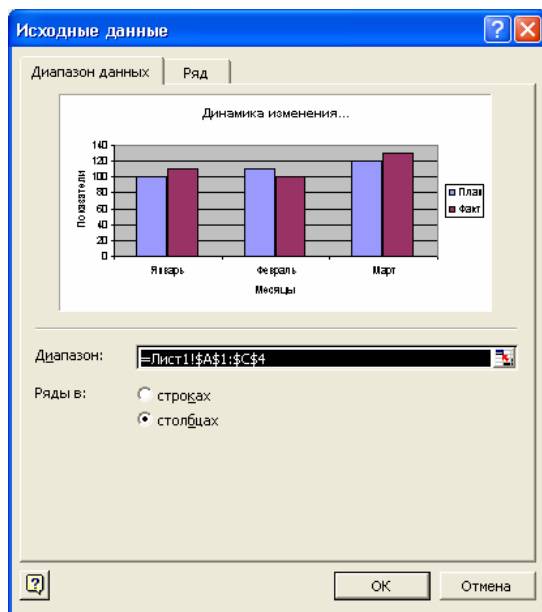 Исходные данные
Диапазон данных
Ряд
Динамика изменения...
140
120
100
80
60
40
20
0
Показатели
Январь
Февраль
Март
Месяцы
План
Факт
Диапазон:
=Лист1!$A$1:$C$4
Ряды в:
строках
столбцах
OK
Отмена